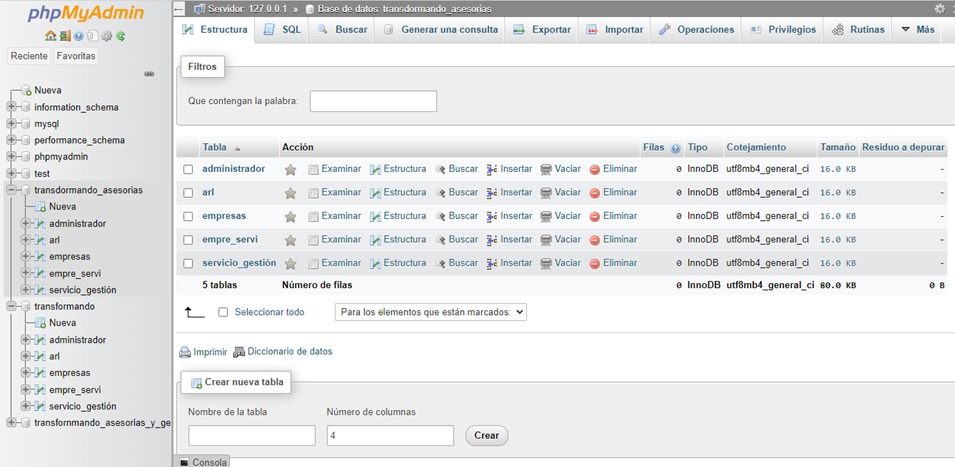 phpMyAdmin
Reciente Favoritas
Nueva
information_schema
mysql
performance_schema
phpmyadmin
test
transdormando_asesorias
Nueva
administrador
arl
empresas
empre_servi
servicio_gestión
transformando
Nueva
administrador
arl
empresas
empre_servi
servicio_gestión
transfornmando_asesorias_y_ge
Servidor: 127.0.0.1 » Base de datos: transdormando_asesorias
Estructura SQL Buscar Generar una consulta Exportar Importar Operaciones Privilegios Rutinas Más
Filtros
Que contengan la palabra:
Tabla Acción Filas Tipo Cotejamiento Tamaño Residuo a depurar
administrador Examinar Estructura Buscar Insertar Vaciar Eliminar 0 InnoDB utf8mb4_general_ci 16.0 KB -
arl Examinar Estructura Buscar Insertar Vaciar Eliminar 0 InnoDB utf8mb4_general_ci 16.0 KB -
empresas Examinar Estructura Buscar Insertar Vaciar Eliminar 0 InnoDB utf8mb4_general_ci 16.0 KB -
empre_servi Examinar Estructura Buscar Insertar Vaciar Eliminar 0 InnoDB utf8mb4_general_ci 16.0 KB -
servicio_gestión Examinar Estructura Buscar Insertar Vaciar Eliminar 0 InnoDB utf8mb4_general_ci 16.0 KB -
5 tablas Número de filas 0 InnoDB utf8mb4_general_ci 80.0 KB 0 B
Seleccionar todo Para los elementos que están marcados:
Imprimir Diccionario de datos
Crear nueva tabla
Nombre de la tabla Número de columnas
4 Crear
Consola